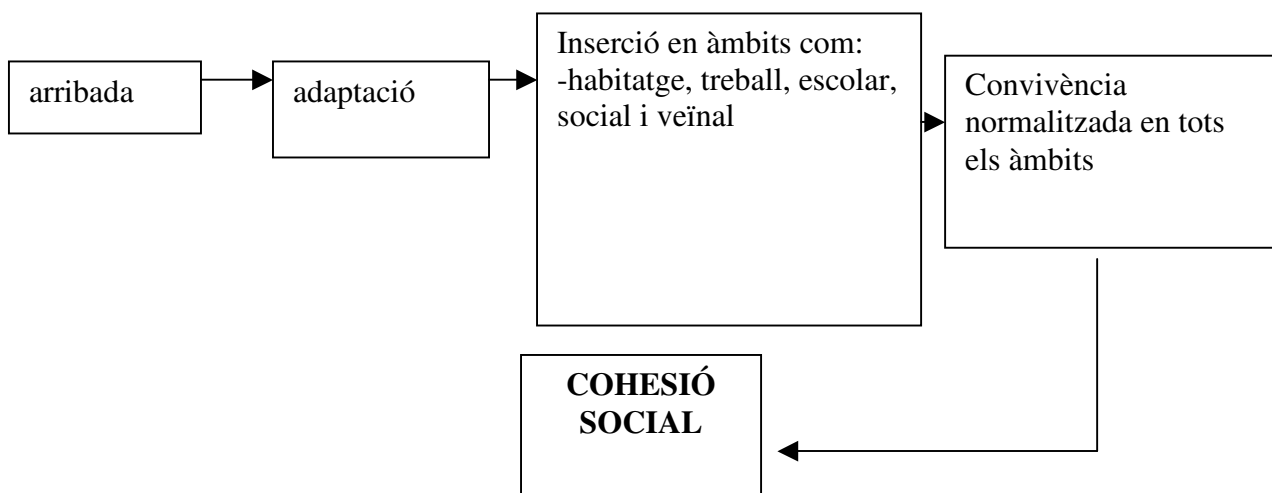 arribada
adaptació
Inserció en àmbits com:
-habitatge, treball, escolar,
social i veïnal
Convivència
normalitzada en tots
els àmbits
COHESIÓ
SOCIAL